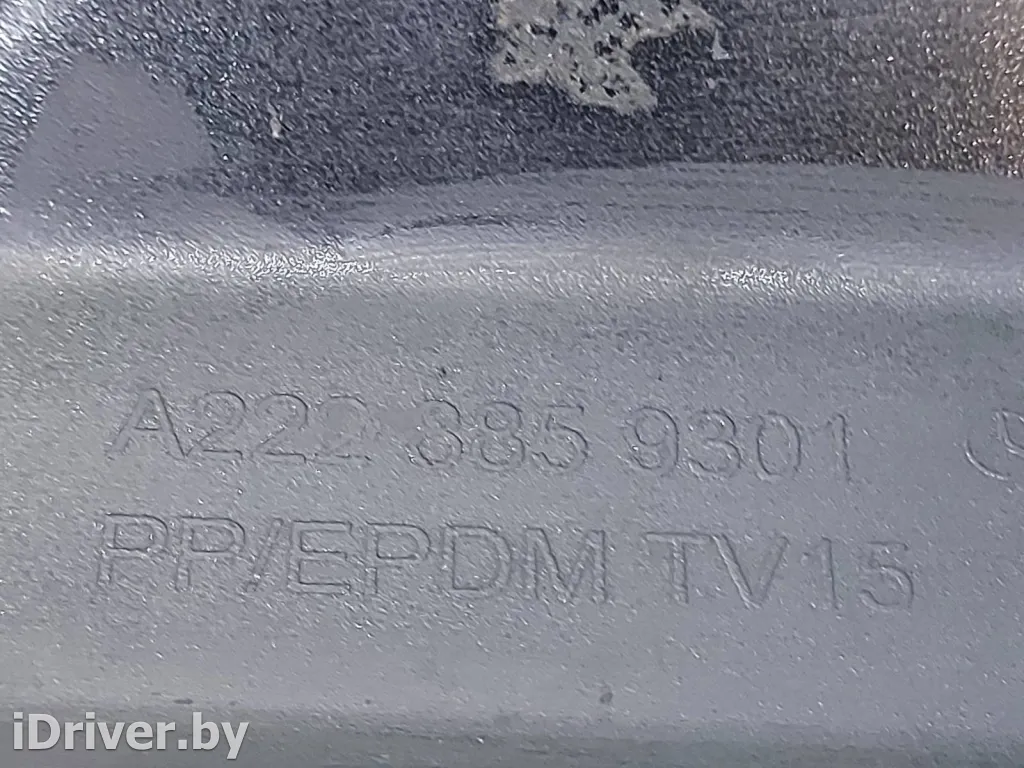 A222 885 9301
PP/EPDM TV15
iDriver.by